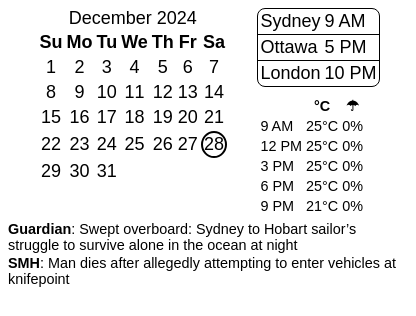 December 2024
Su Mo Tu We Th Fr Sa
1 2 3 4 5 6 7
8 9 10 11 12 13 14
15 16 17 18 19 20 21
22 23 24 25 26 27 28
29 30 31
Sydney 9 AM
Ottawa 5 PM
London 10 PM
°C ☂
9 AM 25°C 0%
12 PM 25°C 0%
3 PM 25°C 0%
6 PM 25°C 0%
9 PM 21°C 0%
Guardian: Swept overboard: Sydney to Hobart sailor’s
struggle to survive alone in the ocean at night
SMH: Man dies after allegedly attempting to enter vehicles at
knifepoint